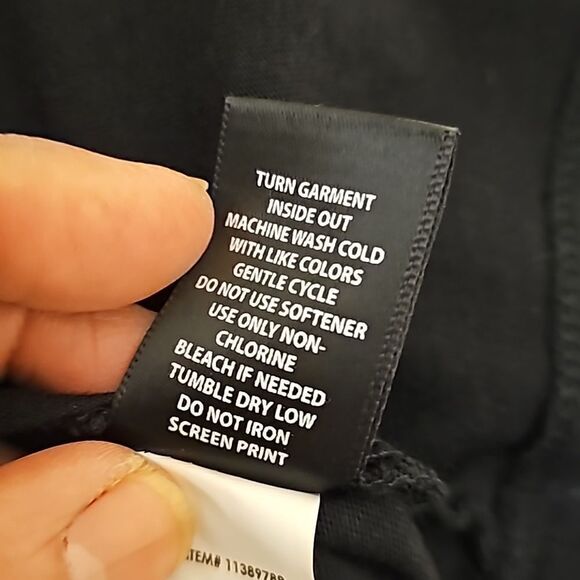 TURN GARMENT
INSIDE OUT
MACHINE WASH COLD
WITH LIKE COLORS
GENTLE CYCLE
DO NOT USE SOFTENER
USE ONLY NON-
CHLORINE
BLEACH IF NEEDED
TUMBLE DRY LOW
DO NOT IRON
SCREEN PRINT
ITEM#